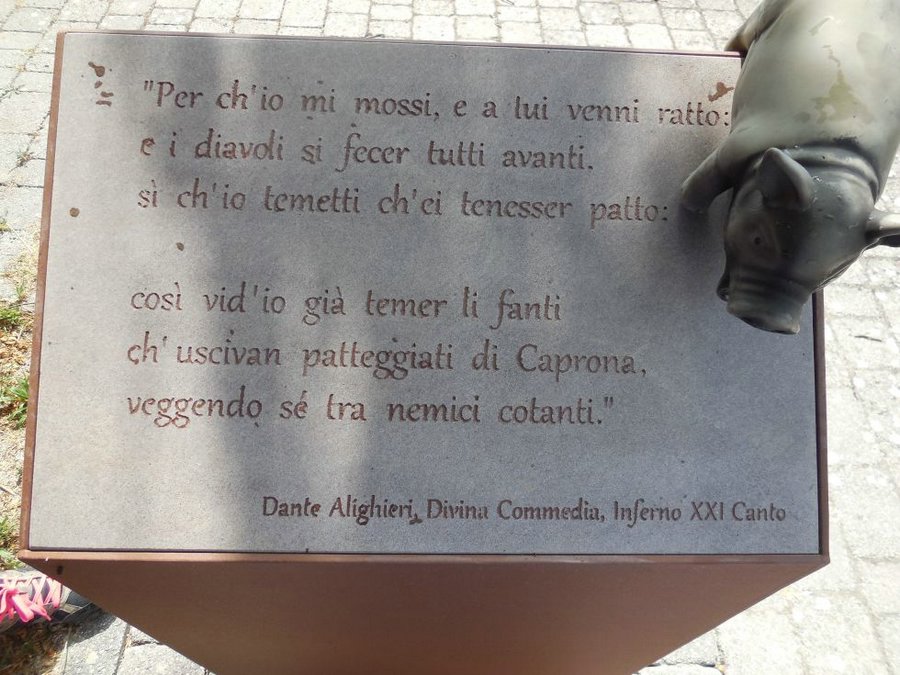 "Per ch'io mi mossi, e a lui venni ratto:
e i diavoli si fecer tutti avanti.
sì ch'io temetti ch'ei tenesser patto:
così vid'io già temer li fanti
ch'uscivan patteggiati di Caprona,
veggendo sé tra nemici cotanti."
Dante Alighieri, Divina Commedia, Inferno XXI Canto